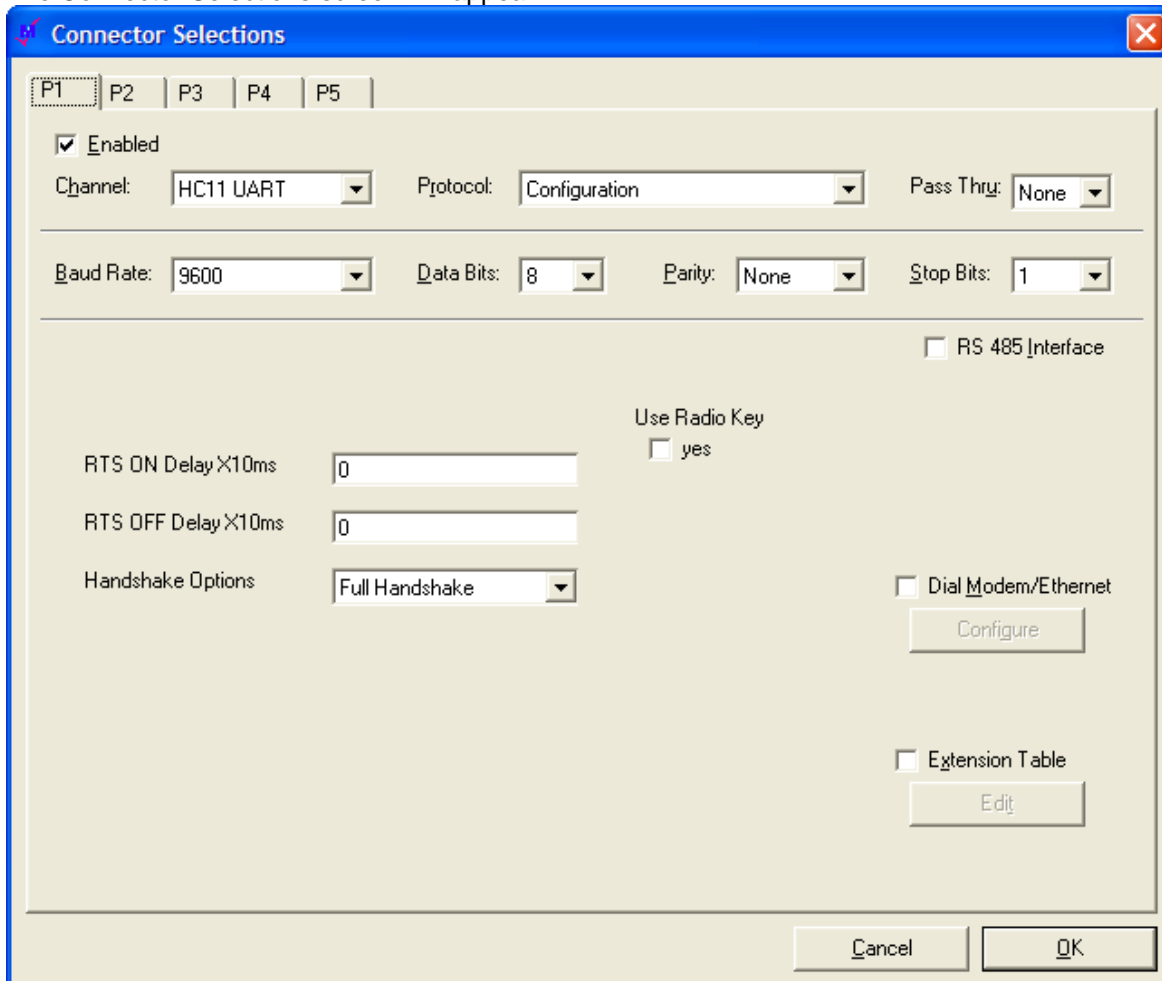 Connector Selections
P1 P2 P3 P4 P5
Enabled
Channel: HC11 UART Protocol: Configuration Pass Thru: None
Baud Rate: 9600 Data Bits: 8 Parity: None Stop Bits: 1
RS 485 Interface
Use Radio Key
yes
RTS ON Delay X10ms 0
RTS OFF Delay X10ms 0
Handshake Options Full Handshake
Dial Modem/Ethernet
Configure
Extension Table
Edit
Cancel OK